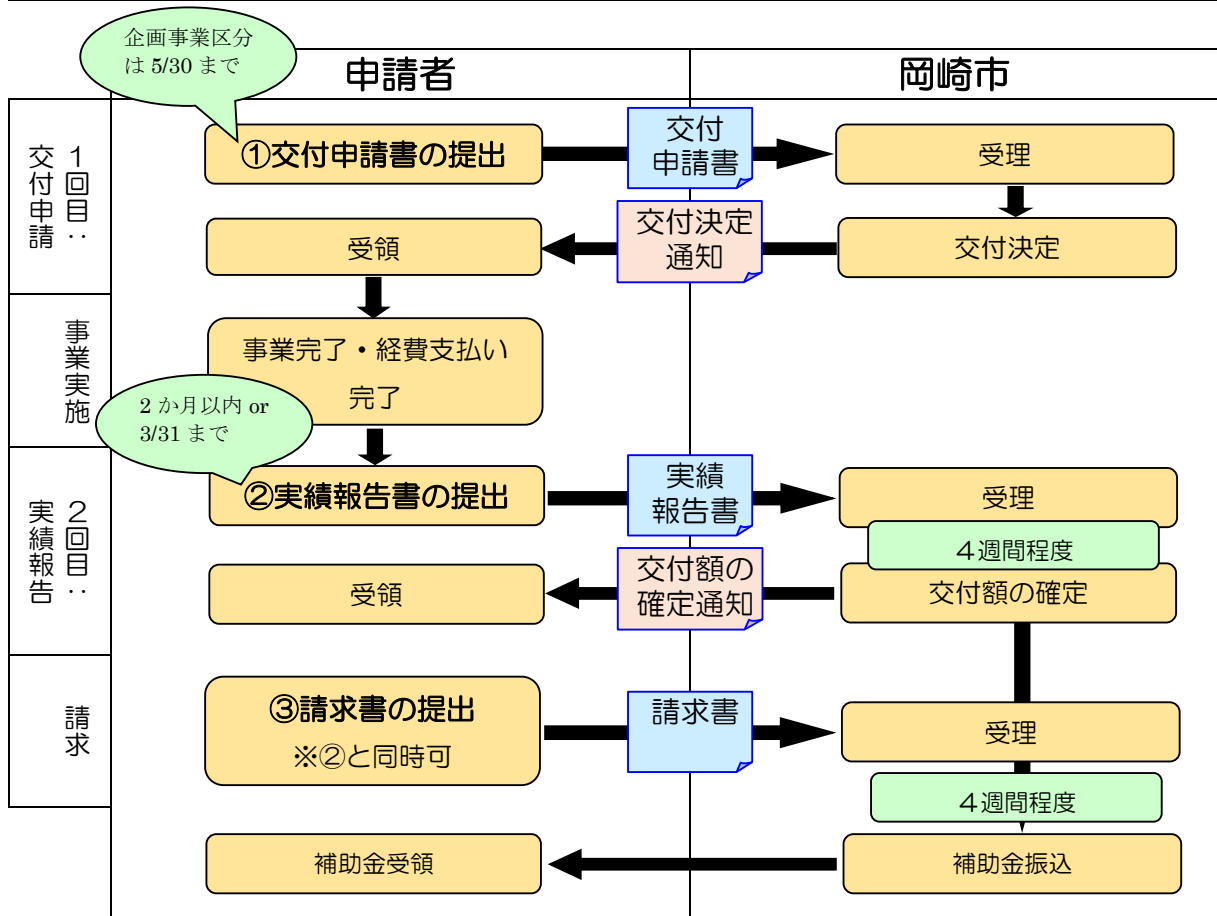 企画事業区分
は 5/30 まで
申請者
岡崎市
1回目：
交付申請
①交付申請書の提出
交付
申請書
受理
受領
交付決定
通知
交付決定
事業実施
事業完了・経費支払い
完了
2 か月以内 or
3/31 まで
2回目：
実績報告
②実績報告書の提出
実績
報告書
受理
4週間程度
受領
交付額の
確定通知
交付額の確定
請求
③請求書の提出
※②と同時可
請求書
受理
4週間程度
補助金受領
補助金振込